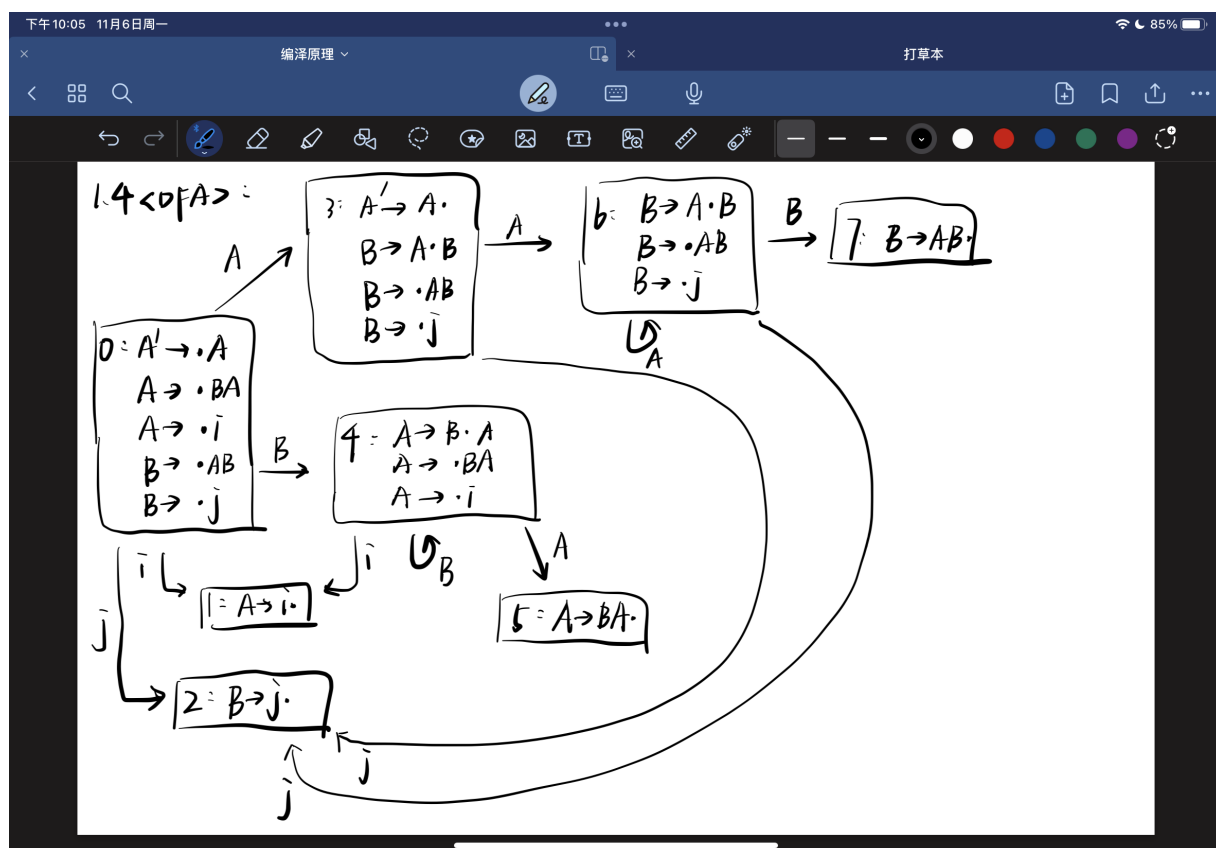 下午10:05 11月6日周一
85%
编泽原理
打草本
1.4<DFA>:
3: A'→A·
B→A·B
B→·AB
B→·j
A
6: B→A·B
B→·AB
B→·j
B
7: B→AB·
A
A
0: A'→·A
A→·BA
A→·i
B→·AB
B→·j
B
4: A→B·A
A→·BA
A→·i
i
i
B
A
1: A→i·
5: A→BA·
j
2: B→j·
j
j